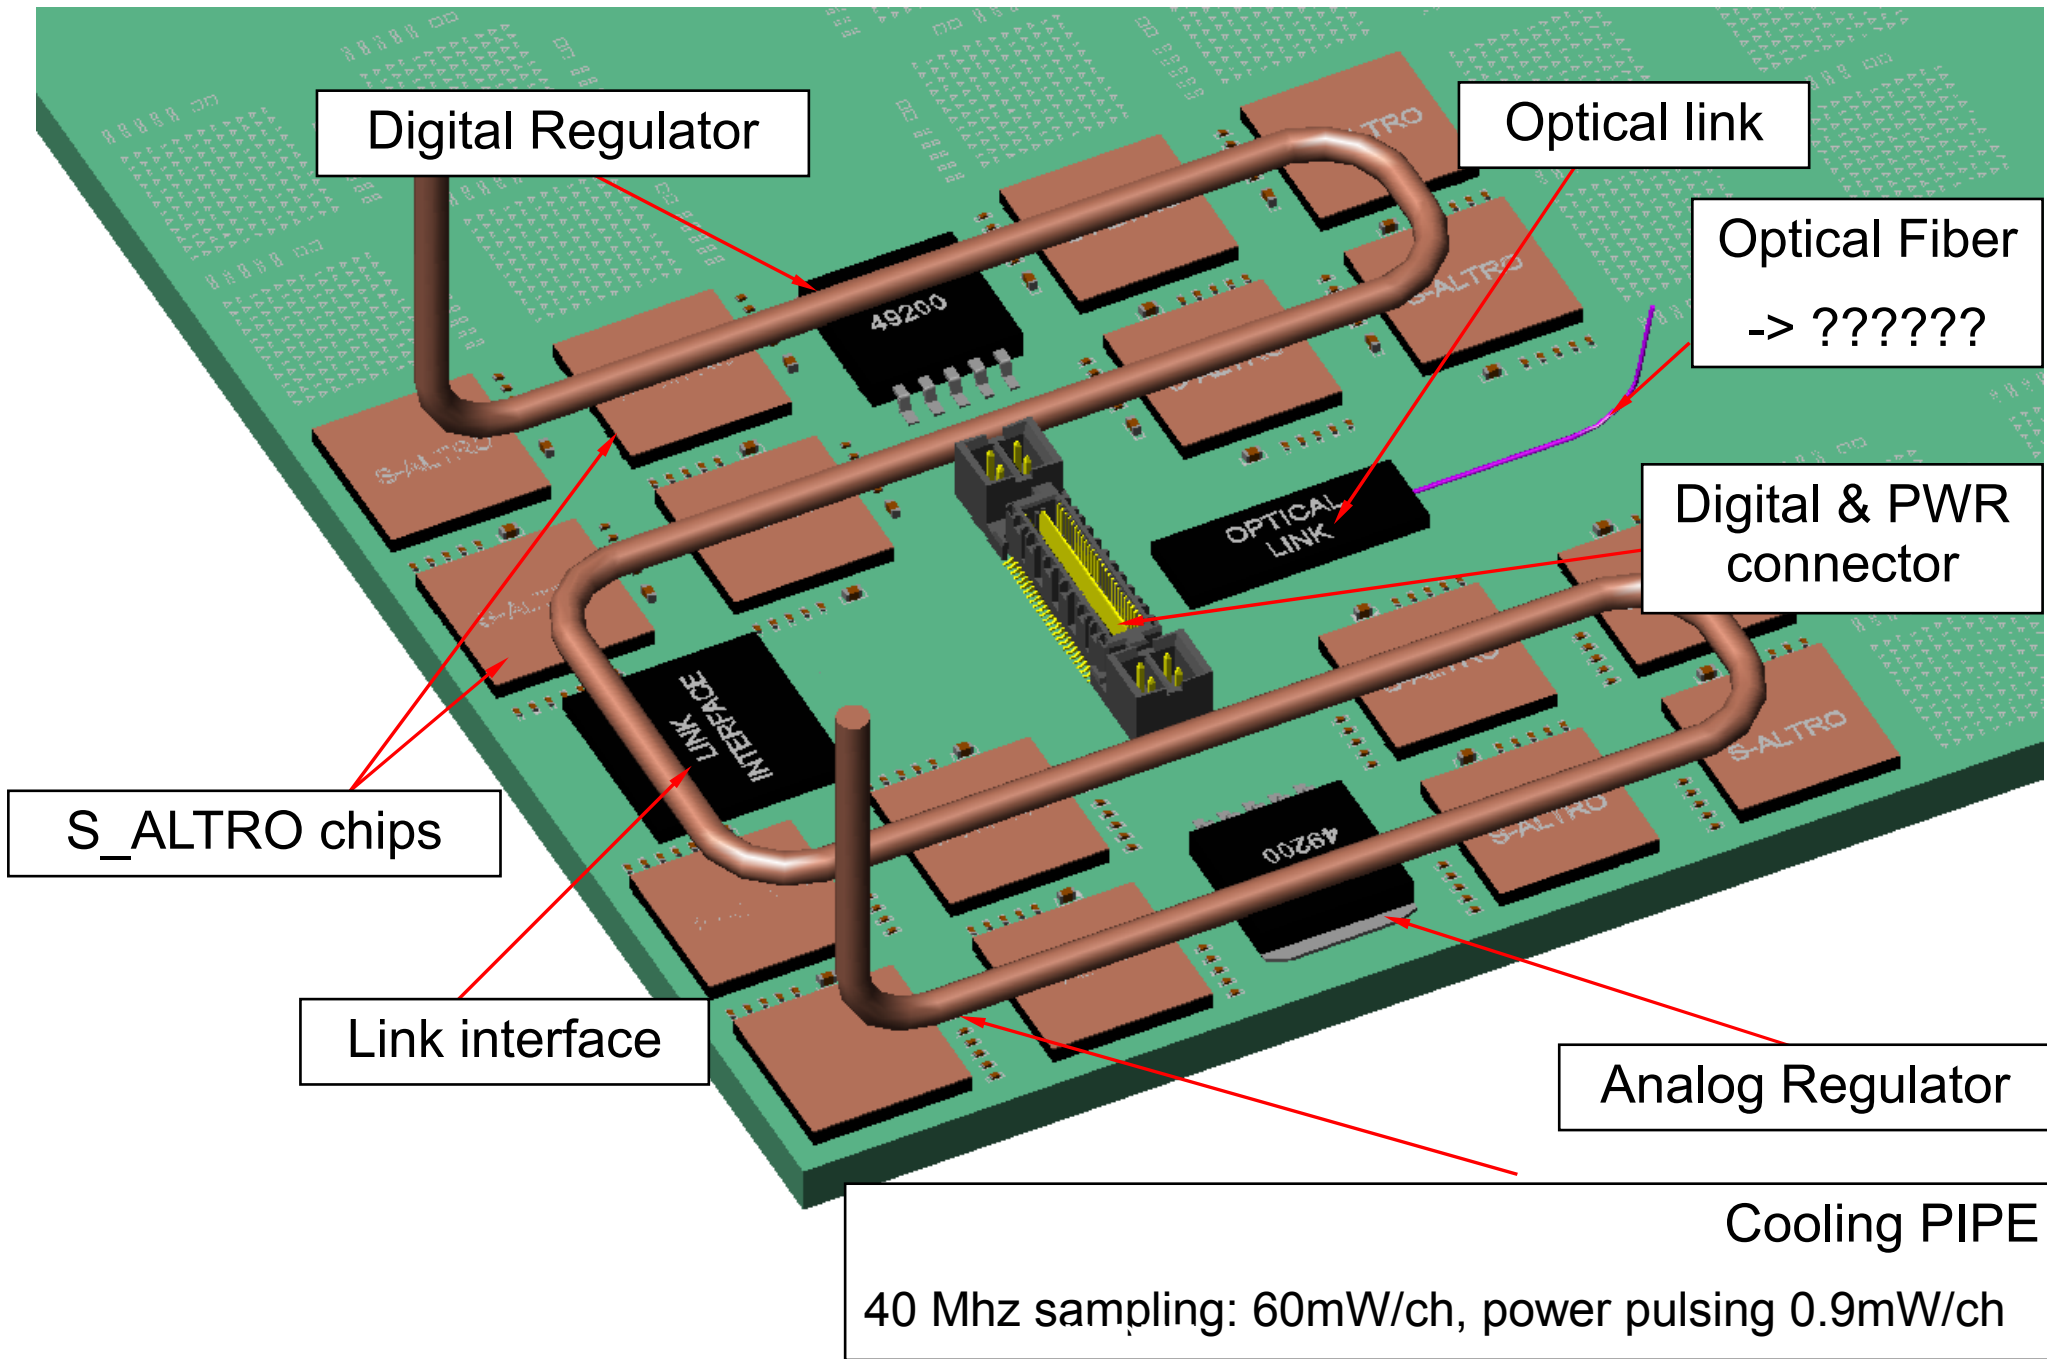 Digital Regulator
Optical link
Optical Fiber
-> ??????
Digital & PWR
connector
S_ALTRO chips
Link interface
Analog Regulator
Cooling PIPE
40 Mhz sampling: 60mW/ch, power pulsing 0.9mW/ch
49200
S-ALTRO
S-ALTRO
OPTICAL
LINK
LINK
INTERFACE
S-ALTRO
S-ALTRO
49200